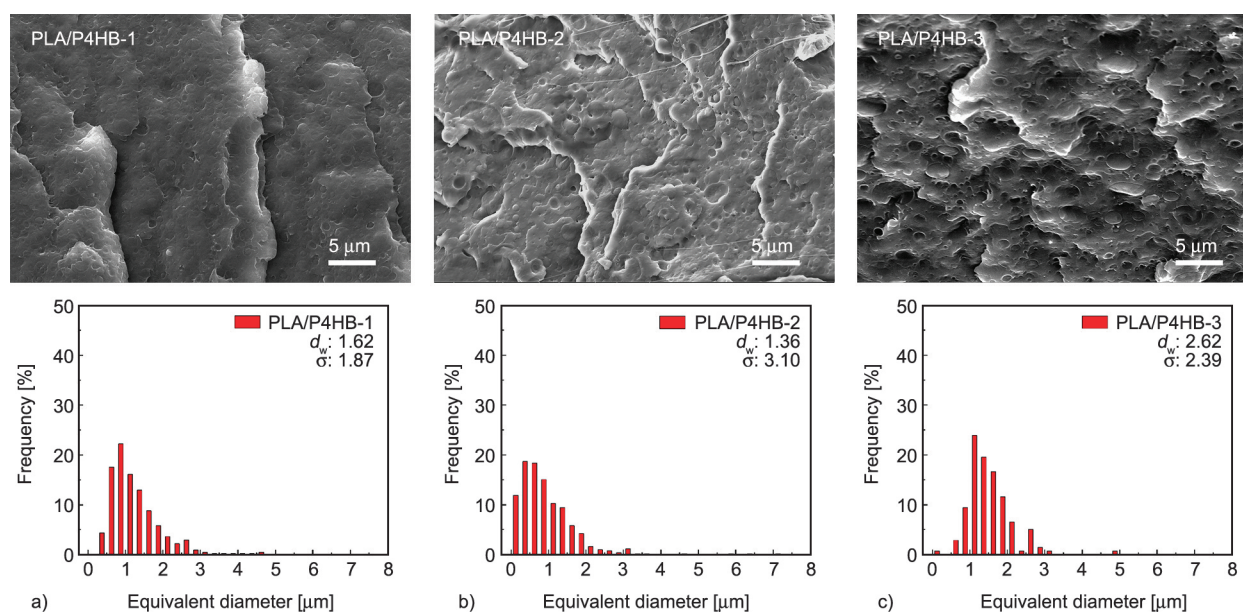 PLA/P4HB-1
5 μm
PLA/P4HB-2
5 μm
PLA/P4HB-3
5 μm
50
40
30
20
10
0
Frequency [%]
PLA/P4HB-1
dw: 1.62
σ: 1.87
0 1 2 3 4 5 6 7 8
a) Equivalent diameter [μm]
50
40
30
20
10
0
Frequency [%]
PLA/P4HB-2
dw: 1.36
σ: 3.10
0 1 2 3 4 5 6 7 8
b) Equivalent diameter [μm]
50
40
30
20
10
0
Frequency [%]
PLA/P4HB-3
dw: 2.62
σ: 2.39
0 1 2 3 4 5 6 7 8
c) Equivalent diameter [μm]